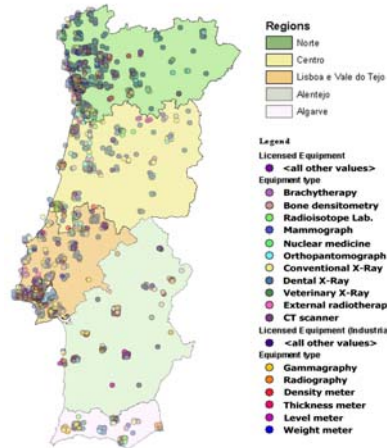 Regions
Norte
Centro
Lisboa e Vale do Tejo
Alentejo
Algarve
Legend
Licensed Equipment
<all other values>
Equipment type
Brachytherapy
Bone densitometry
Radioisotope Lab.
Mammograph
Nuclear medicine
Orthopantomograph
Conventional X-Ray
Dental X-Ray
Veterinary X-Ray
External radiotherap
CT scanner
Licensed Equipment (Industria
<all other values>
Equipment type
Gammagraphy
Radiography
Density meter
Thickness meter
Level meter
Weight meter